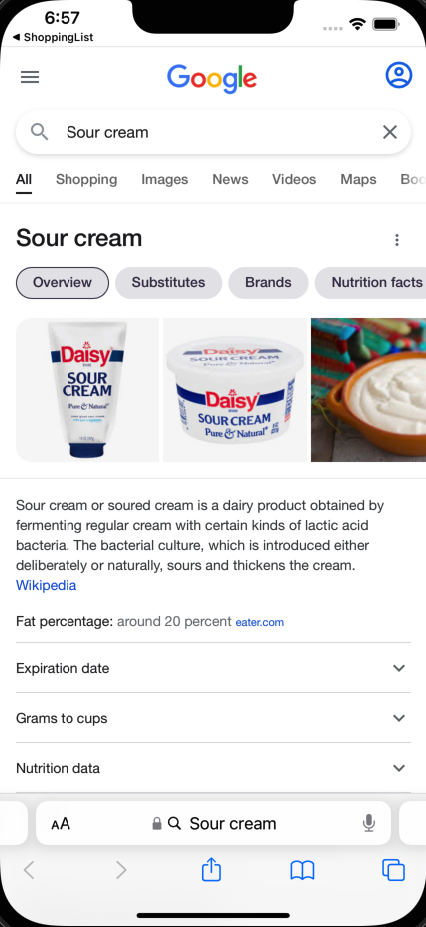 6:57
◀ ShoppingList
Google
Sour cream
All Shopping Images News Videos Maps Boo
Sour cream
Overview Substitutes Brands Nutrition facts
Daisy
SOUR
CREAM
Pure & Natural
SOUR CREAM
Daisy
SOUR CREAM
Pure & Natural
Sour cream or soured cream is a dairy product obtained by
fermenting regular cream with certain kinds of lactic acid
bacteria. The bacterial culture, which is introduced either
deliberately or naturally, sours and thickens the cream.
Wikipedia
Fat percentage: around 20 percent eater.com
Expiration date
Grams to cups
Nutrition data
AA Sour cream